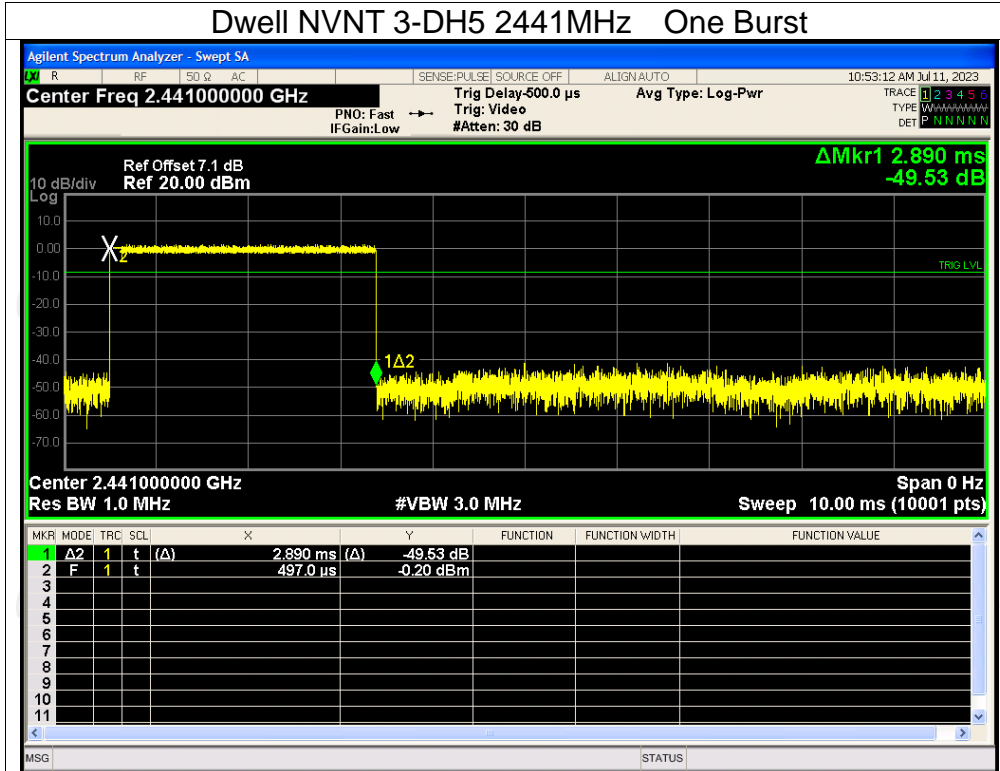 Dwell NVNT 3-DH5 2441MHz One Burst
Agilent Spectrum Analyzer - Swept SA
LXI R RF 50 Ω AC SENSE:PULSE SOURCE OFF ALIGN AUTO 10:53:12 AM Jul 11, 2023
Center Freq 2.441000000 GHz Trig Delay-500.0 µs Avg Type: Log-Pwr TRACE 1 2 3 4 5 6
PNO: Fast Trig: Video TYPE WWWWWWW
IFGain:Low #Atten: 30 dB DET P N N N N N
ΔMkr1 2.890 ms
-49.53 dB
Ref Offset 7.1 dB
10 dB/div Ref 20.00 dBm
Log
10.0
0.00
2
TRIG LVL
-10.0
-20.0
-30.0
-40.0
1Δ2
-50.0
-60.0
-70.0
Center 2.441000000 GHz Span 0 Hz
Res BW 1.0 MHz #VBW 3.0 MHz Sweep 10.00 ms (10001 pts)
MKR MODE TRC SCL X Y FUNCTION FUNCTION WIDTH FUNCTION VALUE
1 Δ2 1 t (Δ) 2.890 ms (Δ) -49.53 dB
2 F 1 t 497.0 µs -0.20 dBm
3
4
5
6
7
8
9
10
11
MSG STATUS